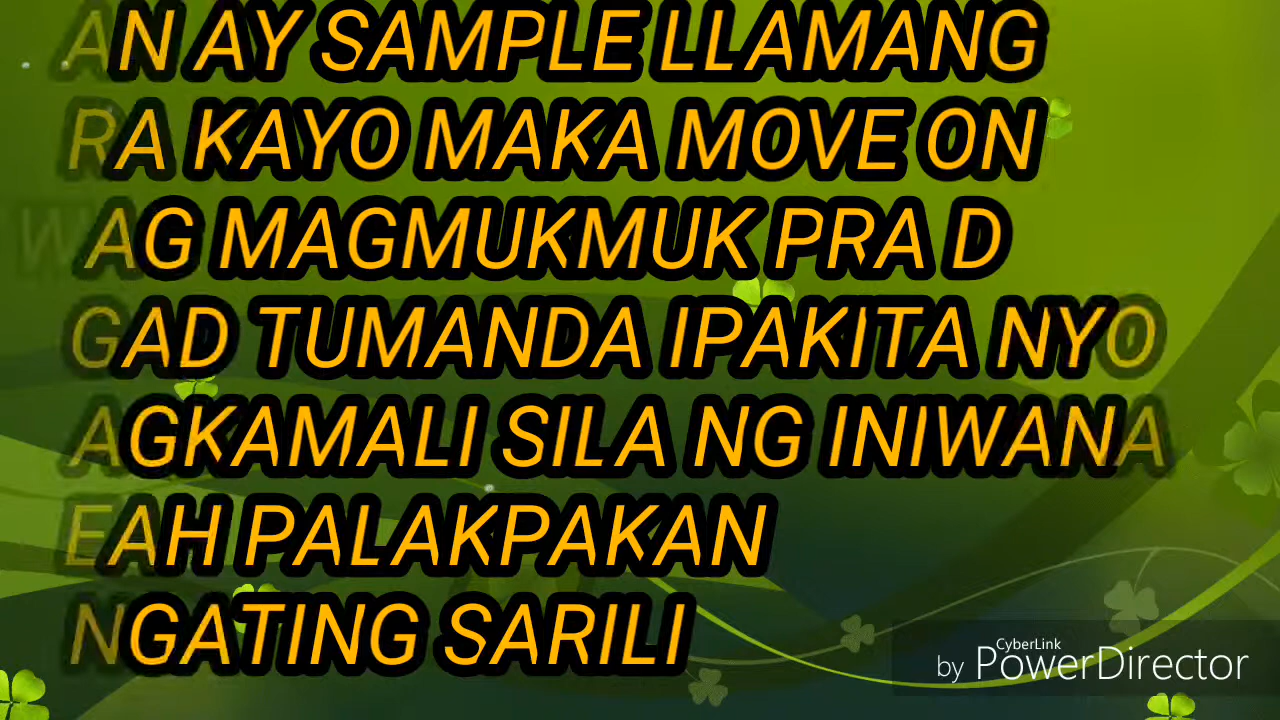 AN AY SAMPLE LLAMANG
RA KAYO MAKA MOVE ON
WAG MAGMUKMUK PRA D
GAD TUMANDA IPAKITA NYO
AGKAMALI SILA NG INIWANA
EAH PALAKPAKAN
NGATING SARILI
by CyberLink PowerDirector